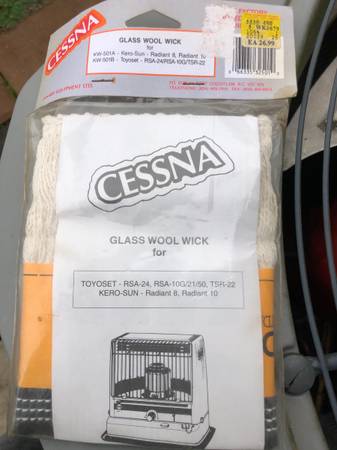 CESSNA
GLASS WOOL WICK
for
KW-501A - Kero-Sun - Radiant 8, Radiant 10
KW-501B - Toyoset - RSA-24/RSA-10G/TSR-22
FACTORY
EA 26.99
CESSNA
GLASS WOOL WICK
for
TOYOSET - RSA-24, RSA-10G/21/50, TSR-22
KERO-SUN - Radiant 8, Radiant 10